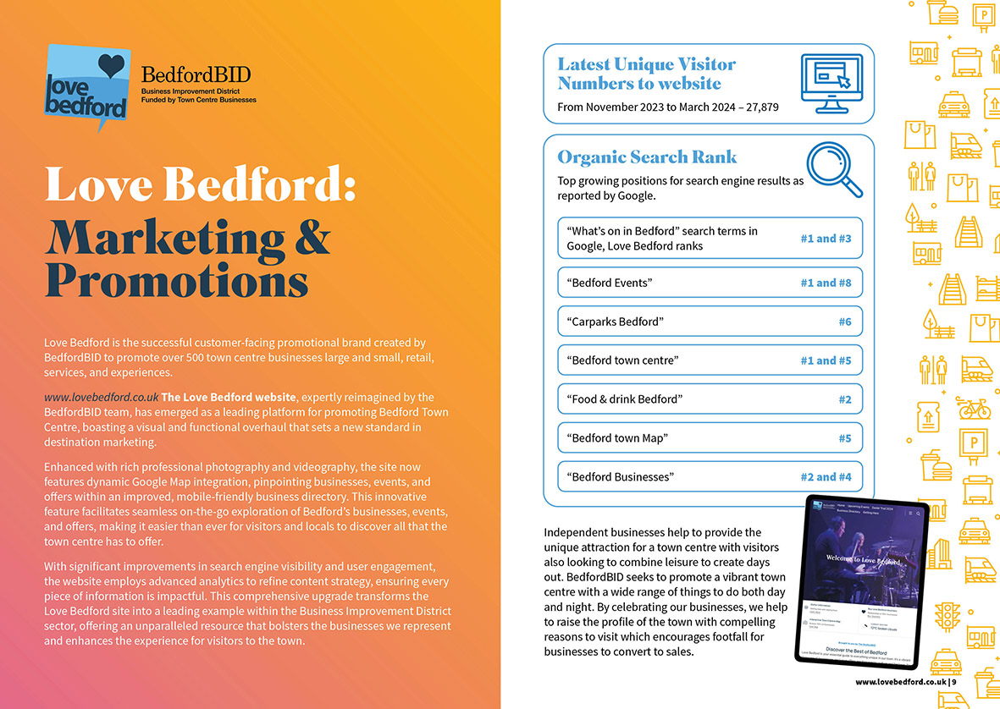 love
bedford
BedfordBID
Business Improvement District
Funded by Town Centre Businesses
Love Bedford:
Marketing &
Promotions
Love Bedford is the successful customer-facing promotional brand created by
BedfordBID to promote over 500 town centre businesses large and small, retail,
services, and experiences.
www.lovebedford.co.uk The Love Bedford website, expertly reimagined by the
BedfordBID team, has emerged as a leading platform for promoting Bedford Town
Centre, boasting a visual and functional overhaul that sets a new standard in
destination marketing.
Enhanced with rich professional photography and videography, the site now
features dynamic Google Map integration, pinpointing businesses, events, and
offers within an improved, mobile-friendly business directory. This innovative
feature facilitates seamless on-the-go exploration of Bedford's businesses, events,
and offers, making it easier than ever for visitors and locals to discover all that the
town centre has to offer.
With significant improvements in search engine visibility and user engagement,
the website employs advanced analytics to refine content strategy, ensuring every
piece of information is impactful. This comprehensive upgrade transforms the
Love Bedford site into a leading example within the Business Improvement District
sector, offering an unparalleled resource that bolsters the businesses we represent
and enhances the experience for visitors to the town.
Latest Unique Visitor
Numbers to website
From November 2023 to March 2024 – 27,879
Organic Search Rank
Top growing positions for search engine results as
reported by Google.
“What's on in Bedford” search terms in
Google, Love Bedford ranks
#1 and #3
“Bedford Events” #1 and #8
“Carparks Bedford” #6
“Bedford town centre” #1 and #5
“Food & drink Bedford” #2
“Bedford town Map” #5
“Bedford Businesses” #2 and #4
Independent businesses help to provide the
unique attraction for a town centre with visitors
also looking to combine leisure to create days
out. BedfordBID seeks to promote a vibrant town
centre with a wide range of things to do both day
and night. By celebrating our businesses, we help
to raise the profile of the town with compelling
reasons to visit which encourages footfall for
businesses to convert to sales.
Welcome to Love Bedford
Discover the Best of Bedford
P
P
www.lovebedford.co.uk | 9